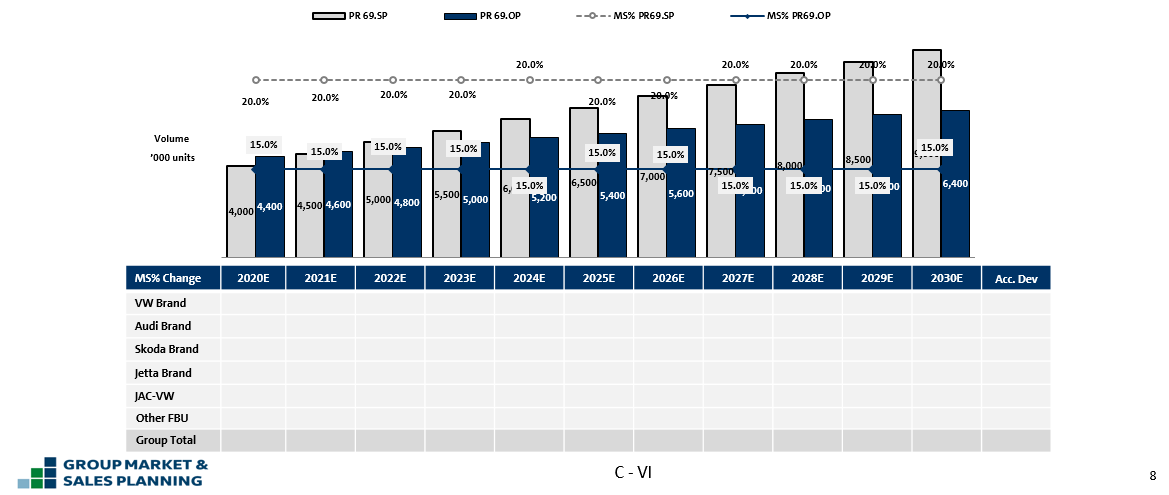 PR 69.SP PR 69.OP MS% PR69.SP MS% PR69.OP
20.0% 20.0% 20.0% 20.0% 20.0%
20.0% 20.0% 20.0% 20.0% 20.0% 20.0%
Volume
'000 units
15.0% 15.0% 15.0% 15.0% 15.0% 15.0% 15.0%
15.0% 15.0% 15.0% 15.0%
4,000 4,400 4,500 4,600 5,000 4,800 5,500 5,000 5,200 6,500 5,400 7,000 5,600 7,500 8,000 8,500 6,400
MS% Change 2020E 2021E 2022E 2023E 2024E 2025E 2026E 2027E 2028E 2029E 2030E Acc. Dev
VW Brand
Audi Brand
Skoda Brand
Jetta Brand
JAC-VW
Other FBU
Group Total
GROUP MARKET &
SALES PLANNING
C - VI
8